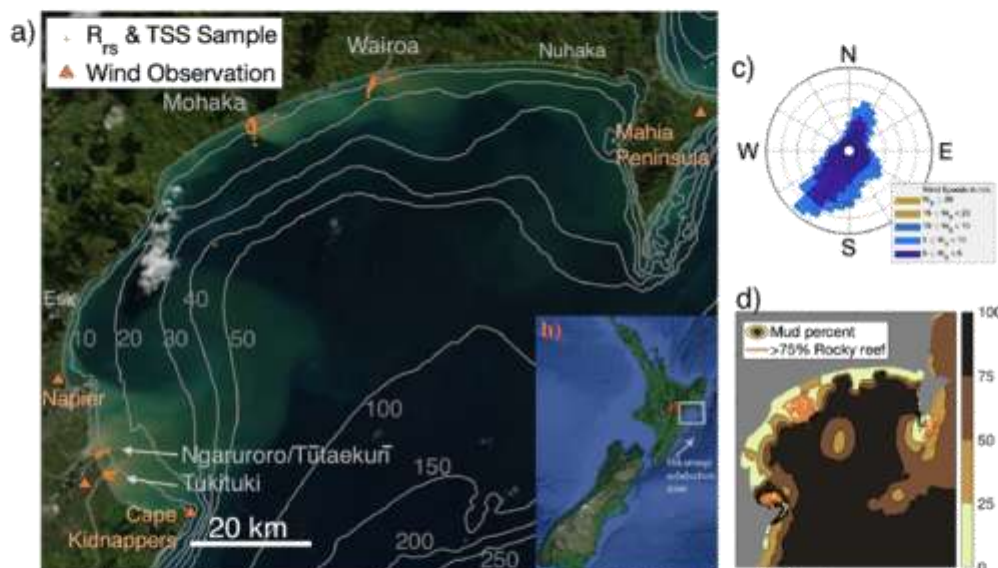 a)
R_rs & TSS Sample
Wind Observation
Wairoa
Nuhaka
Mohaka
Mahia
Peninsula
Esk
10
20
30
40
50
Napier
Ngaruroro/Tūtaekurī
Tukituki
Cape
Kidnappers
20 km
100
150
200
250
b)
c)
N
W
E
S
d)
Mud percent
>75% Rocky reef
100
75
50
25
0